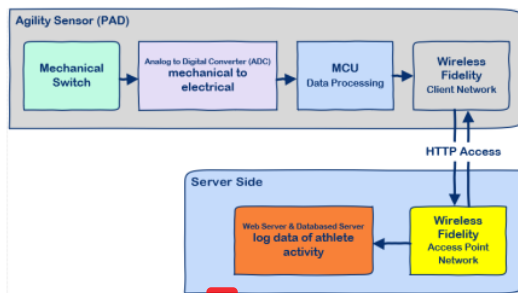 Agility Sensor (PAD)
Mechanical
Switch
Analog to Digital Converter (ADC)
mechanical to
electrical
MCU
Data Processing
Wireless
Fidelity
Client Network
HTTP Access
Server Side
Web Server & Databased Server
log data of athlete
activity
Wireless
Fidelity
Access Point
Network